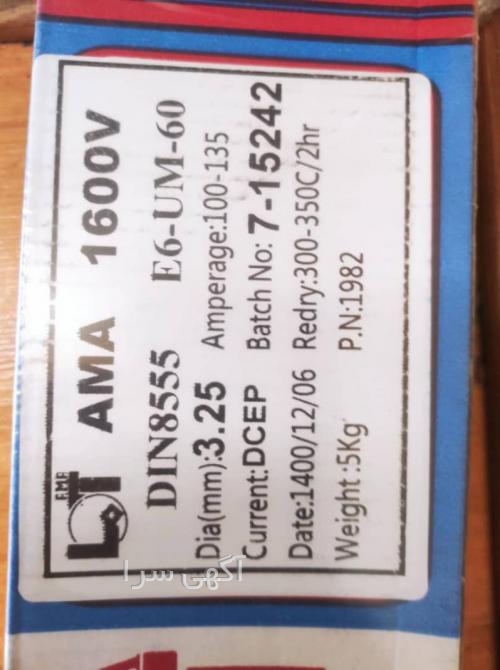 AMA 1600V
DIN8555 E6-UM-60
Dia(mm):3.25 Amperage:100-135
Current:DCEP Batch No: 7-15242
Date:1400/12/06 Redry:300-350C/2hr
Weight :5Kg P.N:1982
آگهی سرا